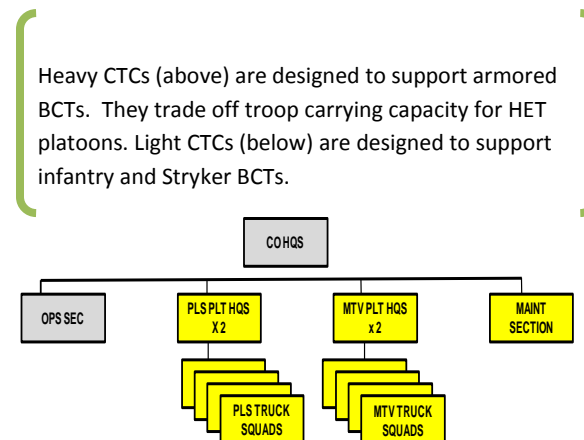 Heavy CTCs (above) are designed to support armored
BCTs.  They trade off troop carrying capacity for HET
platoons. Light CTCs (below) are designed to support
infantry and Stryker BCTs.
CO HQS
OPS SEC
PLS PLT HQS
X 2
MTV PLT HQS
x 2
MAINT
SECTION
PLS TRUCK
SQUADS
MTV TRUCK
SQUADS